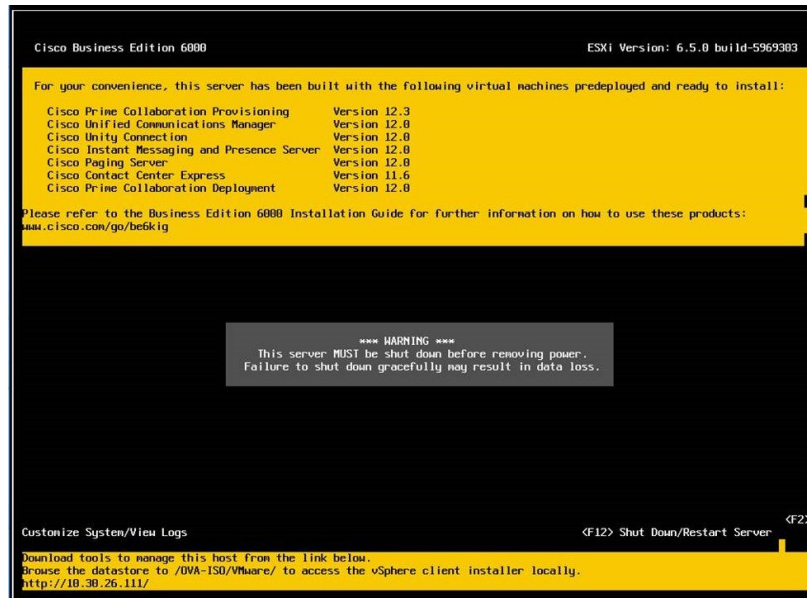 Cisco Business Edition 6000 ESXi Version: 6.5.0 build-5969303
For your convenience, this server has been built with the following virtual machines predeployed and ready to install:
Cisco Prime Collaboration Provisioning Version 12.3
Cisco Unified Communications Manager Version 12.0
Cisco Unity Connection Version 12.0
Cisco Instant Messaging and Presence Server Version 12.0
Cisco Paging Server Version 12.0
Cisco Contact Center Express Version 11.6
Cisco Prime Collaboration Deployment Version 12.0
Please refer to the Business Edition 6000 Installation Guide for further information on how to use these products:
www.cisco.com/go/be6kig
*** WARNING ***
This server MUST be shut down before removing power.
Failure to shut down gracefully may result in data loss.
<F2>
Customize System/View Logs <F12> Shut Down/Restart Server
Download tools to manage this host from the link below.
Browse the datastore to /OVA-ISO/VMware/ to access the vSphere client installer locally.
http://10.30.26.111/